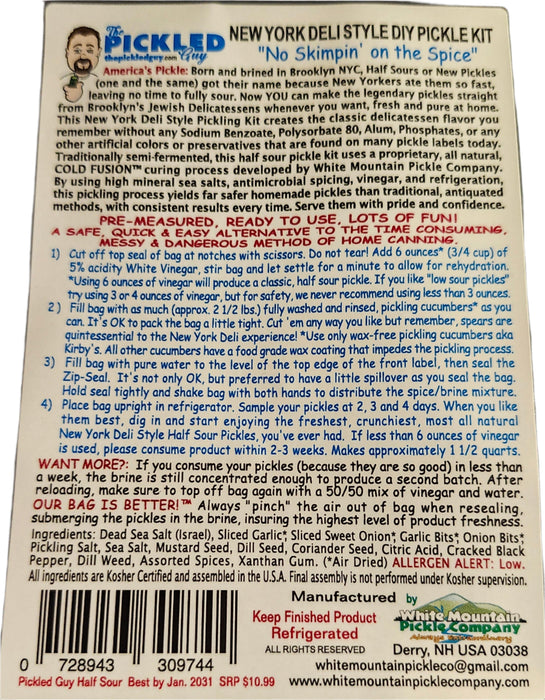 The
PICKLED
thepickledguy.com Guy
NEW YORK DELI STYLE DIY PICKLE KIT
"No Skimpin' on the Spice"
America's Pickle: Born and brined in Brooklyn NYC, Half Sours or New Pickles
(one and the same) got their name because New Yorkers ate them so fast,
leaving no time to fully sour. Now YOU can make the legendary pickles straight
from Brooklyn's Jewish Delicatessens whenever you want, fresh and pure at home.
This New York Deli Style Pickling Kit creates the classic delicatessen flavor you
remember without any Sodium Benzoate, Polysorbate 80, Alum, Phosphates, or any
other artificial colors or preservatives that are found on many pickle labels today.
Traditionally semi-fermented, this half sour pickle kit uses a proprietary, all natural,
COLD FUSION™ curing process developed by White Mountain Pickle Company.
By using high mineral sea salts, antimicrobial spicing, vinegar, and refrigeration,
this pickling process yields far safer homemade pickles than traditional, antiquated
methods, with consistent results every time. Serve them with pride and confidence.
PRE-MEASURED, READY TO USE, LOTS OF FUN!
A SAFE, QUICK & EASY ALTERNATIVE TO THE TIME CONSUMING,
MESSY & DANGEROUS METHOD OF HOME CANNING.
1) Cut off top seal of bag at notches with scissors. Do not tear! Add 6 ounces* (3/4 cup) of
5% acidity White Vinegar, stir bag and let settle for a minute to allow for rehydration.
*Using 6 ounces of vinegar will produce a classic, half sour pickle. If you like "low sour pickles"
try using 3 or 4 ounces of vinegar, but for safety, we never recommend using less than 3 ounces.
2) Fill bag with as much (approx. 2 1/2 lbs.) fully washed and rinsed, pickling cucumbers* as you
can. It's OK to pack the bag a little tight. Cut 'em any way you like but remember, spears are
quintessential to the New York Deli experience! *Use only wax-free pickling cucumbers aka
Kirby's. All other cucumbers have a food grade wax coating that impedes the pickling process.
3) Fill bag with pure water to the level of the top edge of the front label, then seal the
Zip-Seal. It's not only OK, but preferred to have a little spillover as you seal the bag.
Hold seal tightly and shake bag with both hands to distribute the spice/brine mixture.
4) Place bag upright in refrigerator. Sample your pickles at 2, 3 and 4 days. When you like
them best, dig in and start enjoying the freshest, crunchiest, most all natural
New York Deli Style Half Sour Pickles, you've ever had. If less than 6 ounces of vinegar
is used, please consume product within 2-3 weeks. Makes approximately 1 1/2 quarts.
WANT MORE?: If you consume your pickles (because they are so good) in less than
a week, the brine is still concentrated enough to produce a second batch. After
reloading, make sure to top off bag again with a 50/50 mix of vinegar and water.
OUR BAG IS BETTER!™ Always "pinch" the air out of bag when resealing,
submerging the pickles in the brine, insuring the highest level of product freshness.
Ingredients: Dead Sea Salt (Israel), Sliced Garlic*, Sliced Sweet Onion*, Garlic Bits*, Onion Bits*,
Pickling Salt, Sea Salt, Mustard Seed, Dill Seed, Coriander Seed, Citric Acid, Cracked Black
Pepper, Dill Weed, Assorted Spices, Xanthan Gum. (*Air Dried) ALLERGEN ALERT: Low.
All ingredients are Kosher Certified and assembled in the U.S.A. Final assembly is not performed under Kosher supervision.
Manufactured by
White Mountain
Pickle Company
Always Extraordinary
Keep Finished Product
Refrigerated
ALL RIGHTS RESERVED
Derry, NH USA 03038
whitemountainpickleco@gmail.com
whitemountainpickle.com
0 728943 309744
Pickled Guy Half Sour Best by Jan. 2031 SRP $10.99